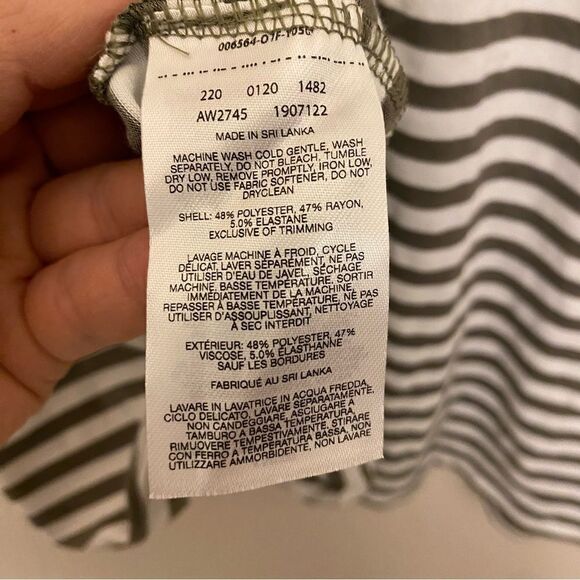 006564-07F-1050
220 0120 1482
AW2745 1907122
MADE IN SRI LANKA
MACHINE WASH COLD GENTLE, WASH
SEPARATELY, DO NOT BLEACH, TUMBLE
DRY LOW, REMOVE PROMPTLY, IRON LOW,
DO NOT USE FABRIC SOFTENER, DO NOT
DRYCLEAN
SHELL: 48% POLYESTER, 47% RAYON,
5.0% ELASTANE
EXCLUSIVE OF TRIMMING
LAVAGE MACHINE À FROID, CYCLE
DÉLICAT, LAVER SÉPARÉMENT, NE PAS
UTILISER D'EAU DE JAVEL, SÉCHAGE
MACHINE, BASSE TEMPÉRATURE, SORTIR
IMMÉDIATEMENT DE LA MACHINE,
REPASSER À BASSE TEMPÉRATURE, NE PAS
UTILISER D'ASSOUPLISSANT, NETTOYAGE
À SEC INTERDIT
EXTÉRIEUR: 48% POLYESTER, 47%
VISCOSE, 5.0% ELASTHANNE
SAUF LES BORDURES
FABRIQUÉ AU SRI LANKA
LAVARE IN LAVATRICE IN ACQUA FREDDA,
CICLO DELICATO, LAVARE SEPARATAMENTE,
NON CANDEGGIARE, ASCIUGARE A
TAMBURO A BASSA TEMPERATURA,
RIMUOVERE TEMPESTIVAMENTE, STIRARE
CON FERRO A TEMPERATURA BASSA, NON
UTILIZZARE AMMORBIDENTE, NON LAVARE